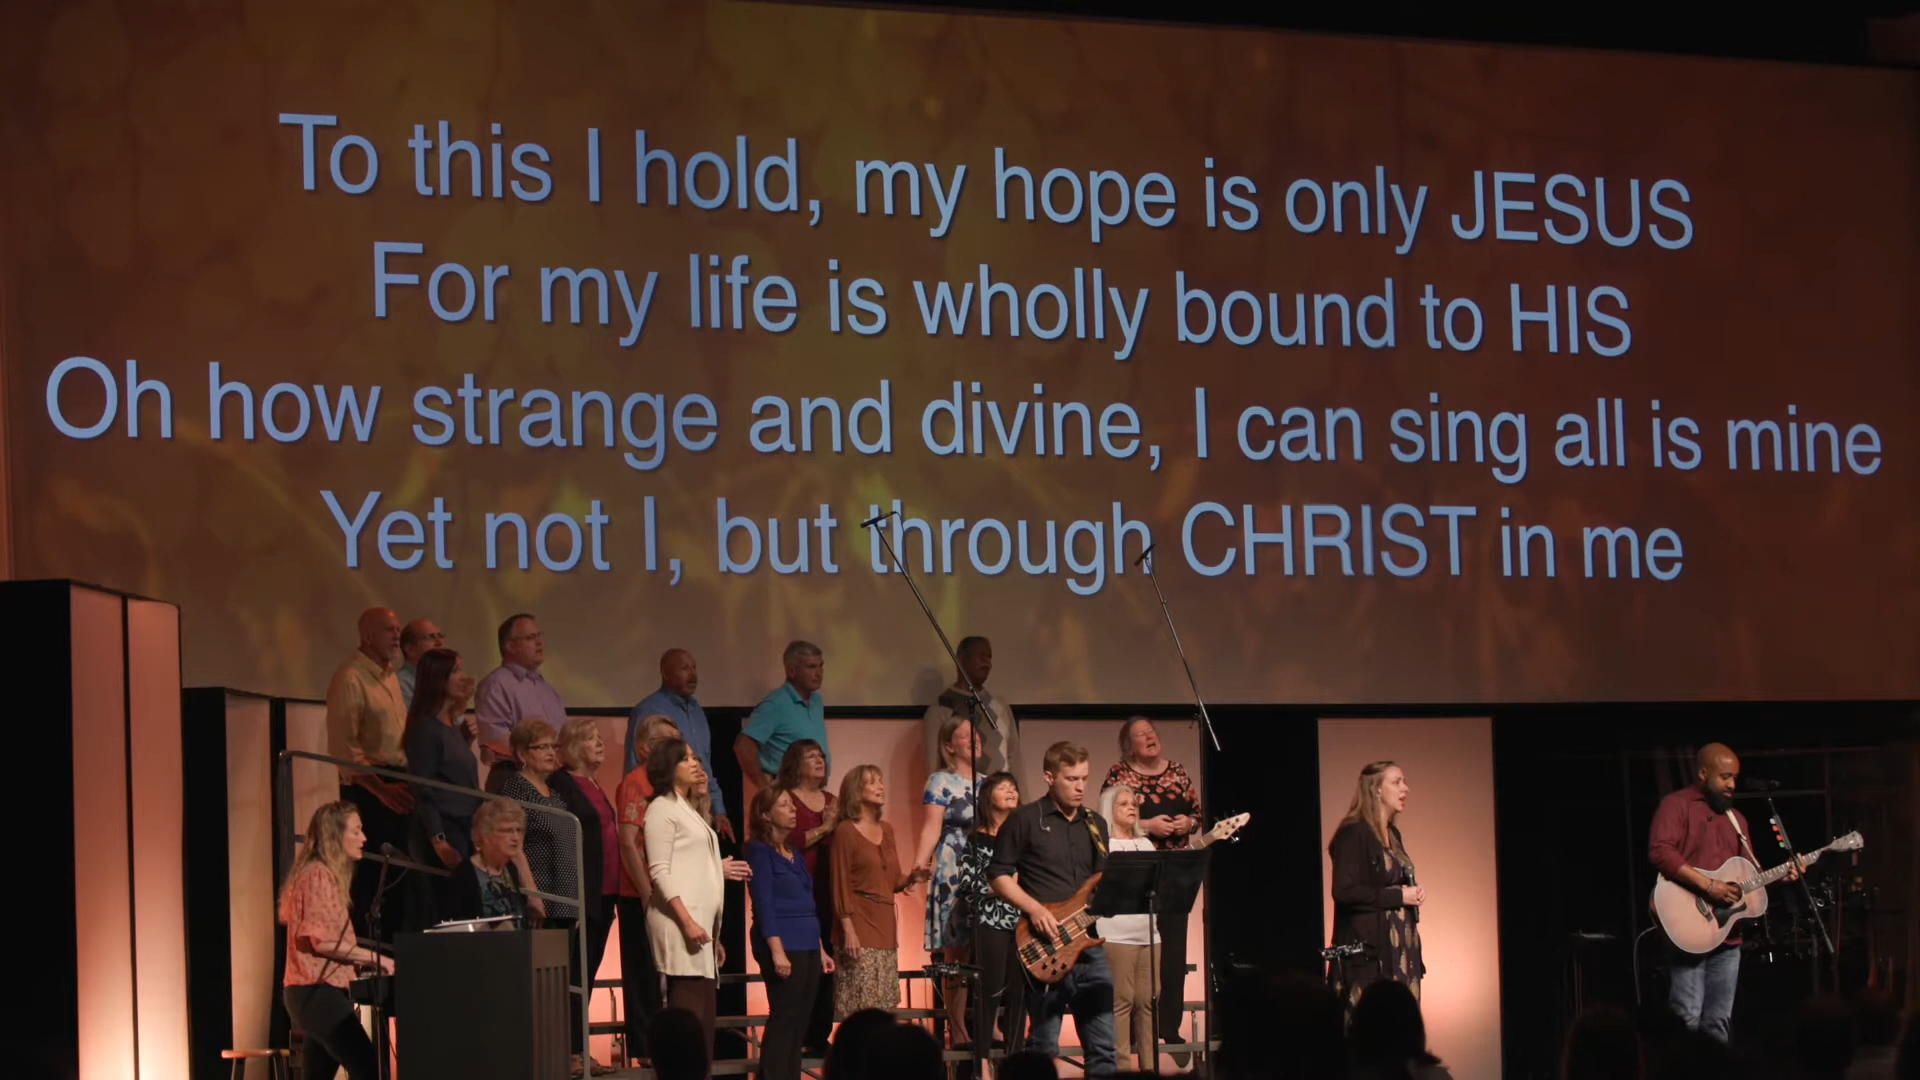 To this I hold, my hope is only JESUS
For my life is wholly bound to HIS
Oh how strange and divine, I can sing all is mine
Yet not I, but through CHRIST in me